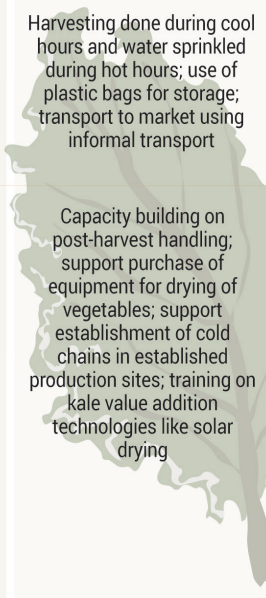 Harvesting done during cool
hours and water sprinkled
during hot hours; use of
plastic bags for storage;
transport to market using
informal transport
Capacity building on
post-harvest handling;
support purchase of
equipment for drying of
vegetables; support
establishment of cold
chains in established
production sites; training on
kale value addition
technologies like solar
drying